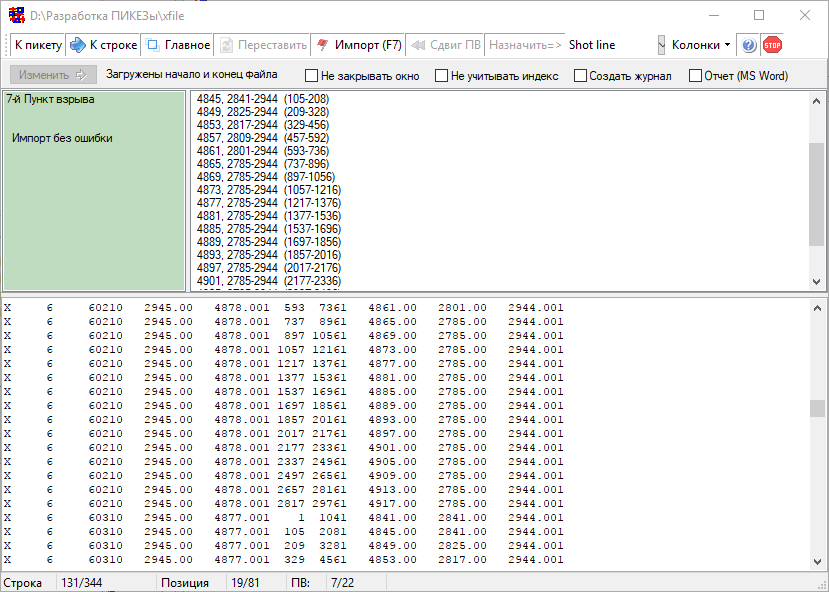 D:\Разработка ПИКЕЗы\xfile
К пикету К строке Главное Переставить Импорт (F7) Сдвиг ПВ Назначить=> Shot line Колонки ? STOP
Изменить Загружены начало и конец файла Не закрывать окно Не учитывать индекс Создать журнал Отчет (MS Word)
7-й Пункт взрыва
Импорт без ошибки
4845, 2841-2944 (105-208)
4849, 2825-2944 (209-328)
4853, 2817-2944 (329-456)
4857, 2809-2944 (457-592)
4861, 2801-2944 (593-736)
4865, 2785-2944 (737-896)
4869, 2785-2944 (897-1056)
4873, 2785-2944 (1057-1216)
4877, 2785-2944 (1217-1376)
4881, 2785-2944 (1377-1536)
4885, 2785-2944 (1537-1696)
4889, 2785-2944 (1697-1856)
4893, 2785-2944 (1857-2016)
4897, 2785-2944 (2017-2176)
4901, 2785-2944 (2177-2336)
X 6 60210 2945.00 4878.001 593 7361 4861.00 2801.00 2944.001
X 6 60210 2945.00 4878.001 737 8961 4865.00 2785.00 2944.001
X 6 60210 2945.00 4878.001 897 10561 4869.00 2785.00 2944.001
X 6 60210 2945.00 4878.001 1057 12161 4873.00 2785.00 2944.001
X 6 60210 2945.00 4878.001 1217 13761 4877.00 2785.00 2944.001
X 6 60210 2945.00 4878.001 1377 15361 4881.00 2785.00 2944.001
X 6 60210 2945.00 4878.001 1537 16961 4885.00 2785.00 2944.001
X 6 60210 2945.00 4878.001 1697 18561 4889.00 2785.00 2944.001
X 6 60210 2945.00 4878.001 1857 20161 4893.00 2785.00 2944.001
X 6 60210 2945.00 4878.001 2017 21761 4897.00 2785.00 2944.001
X 6 60210 2945.00 4878.001 2177 23361 4901.00 2785.00 2944.001
X 6 60210 2945.00 4878.001 2337 24961 4905.00 2785.00 2944.001
X 6 60210 2945.00 4878.001 2497 26561 4909.00 2785.00 2944.001
X 6 60210 2945.00 4878.001 2657 28161 4913.00 2785.00 2944.001
X 6 60210 2945.00 4878.001 2817 29761 4917.00 2785.00 2944.001
X 6 60310 2945.00 4877.001 1 1041 4841.00 2841.00 2944.001
X 6 60310 2945.00 4877.001 105 2081 4845.00 2841.00 2944.001
X 6 60310 2945.00 4877.001 209 3281 4849.00 2825.00 2944.001
X 6 60310 2945.00 4877.001 329 4561 4853.00 2817.00 2944.001
Строка 131/344 Позиция 19/81 ПВ: 7/22